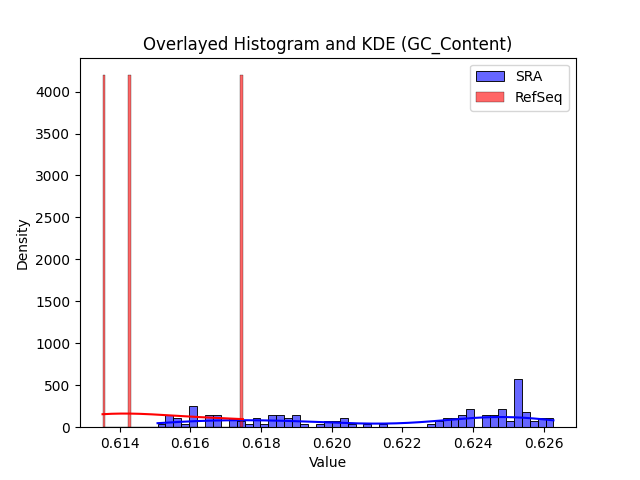 Overlayed Histogram and KDE (GC_Content)
SRA
RefSeq
Density
4000
3500
3000
2500
2000
1500
1000
500
0
0.614 0.616 0.618 0.620 0.622 0.624 0.626
Value